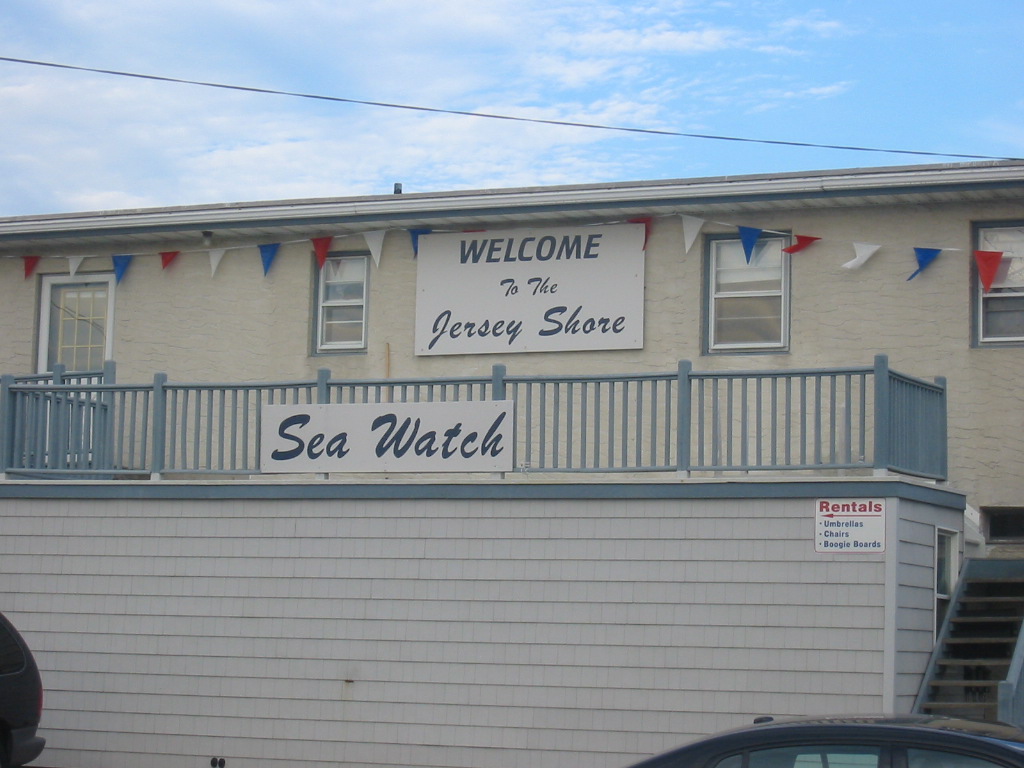 WELCOME
To The
Jersey Shore
Sea Watch
Rentals
• Umbrellas
• Chairs
• Boogie Boards